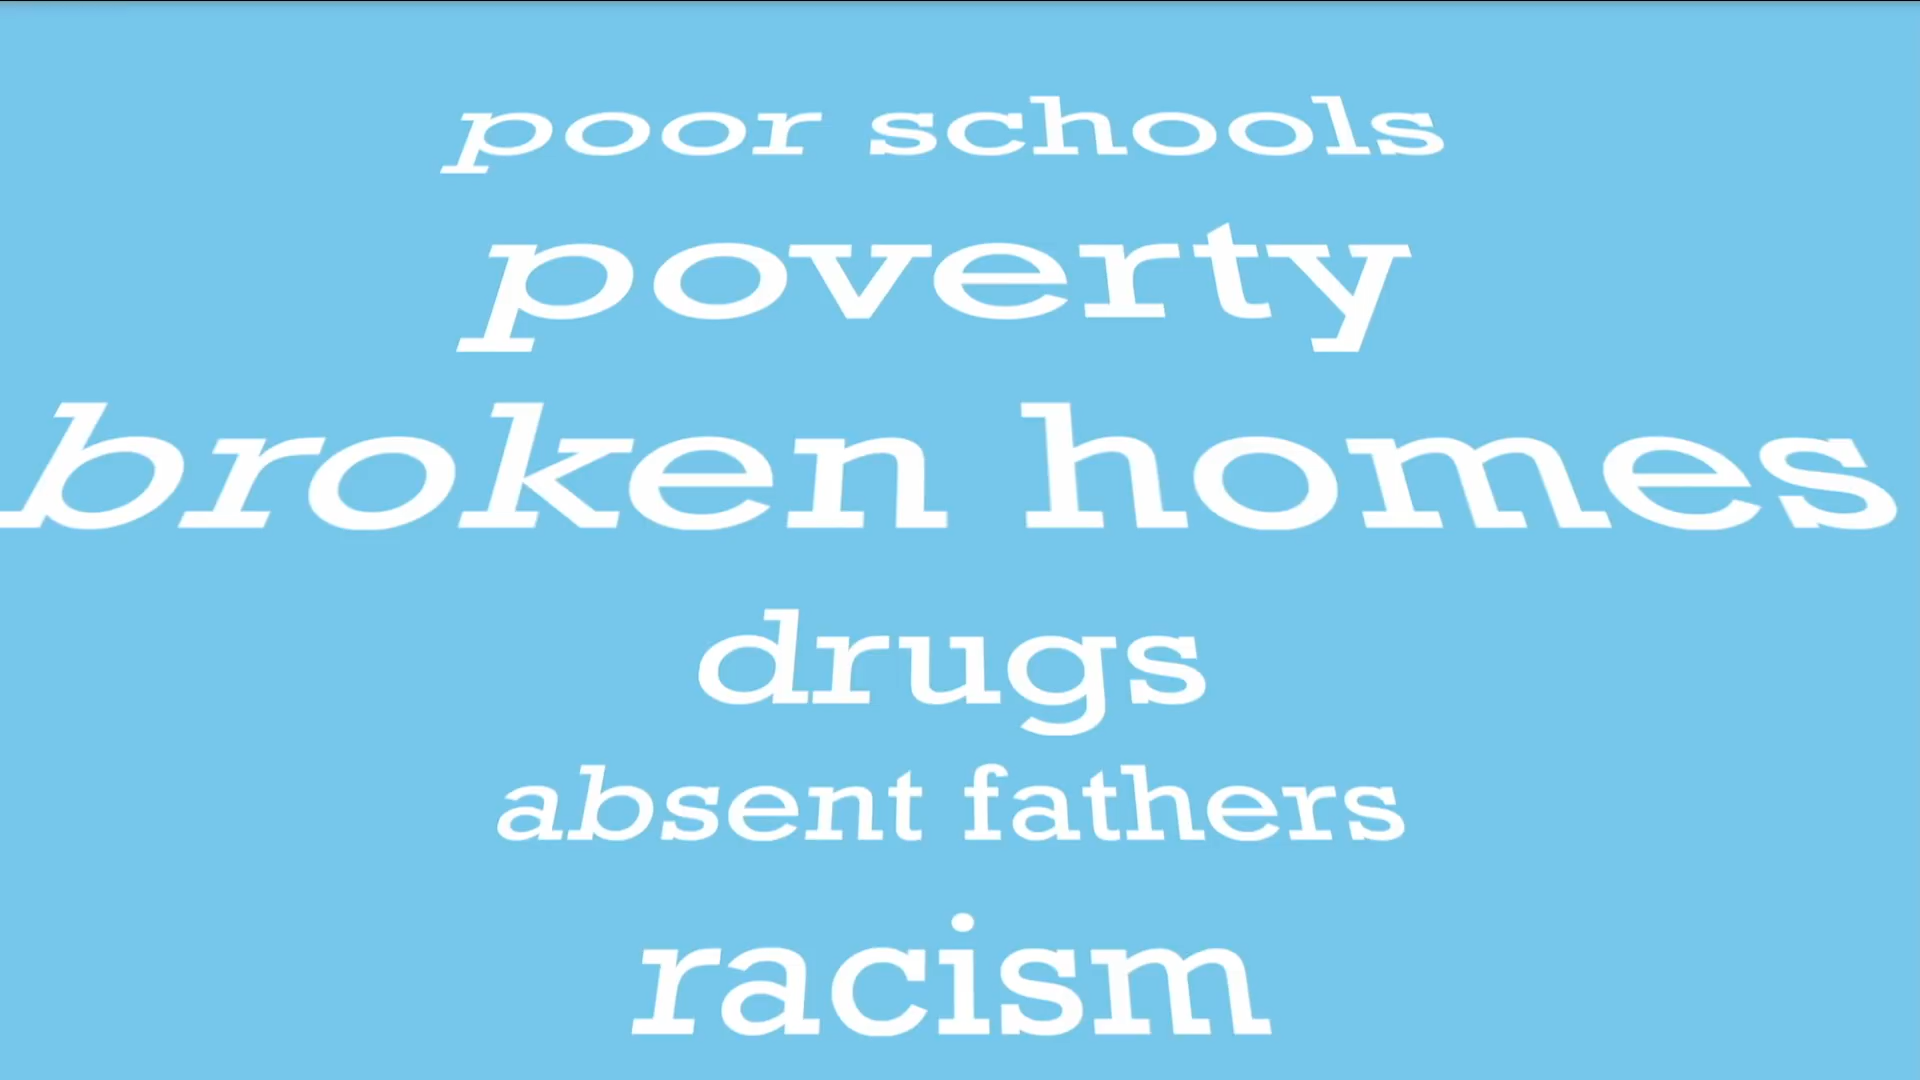 poor schools
poverty
broken homes
drugs
absent fathers
racism